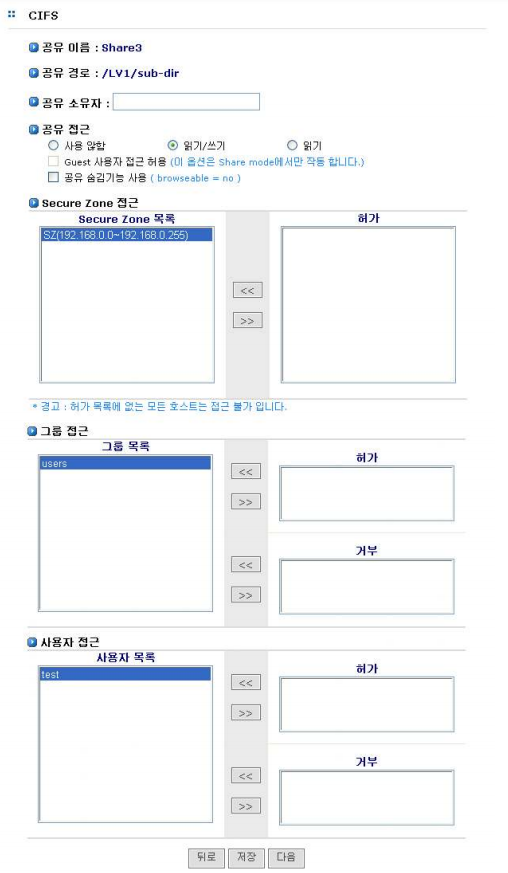 CIFS
공유 이름 : Share3
공유 경로 : /LV1/sub-dir
공유 소유자 :
공유 접근
사용 않함 읽기/쓰기 읽기
Guest 사용자 접근 허용 (이 옵션은 Share mode에서만 작동 합니다.)
공유 숨김기능 사용 ( browseable = no )
Secure Zone 접근
Secure Zone 목록 허가
SZ(192.168.0.0~192.168.0.255)
<<
>>
* 경고 : 허가 목록에 없는 모든 호스트는 접근 불가 입니다.
그룹 접근
그룹 목록 허가
users
<<
>>
거부
<<
>>
사용자 접근
사용자 목록 허가
test
<<
>>
거부
<<
>>
뒤로 저장 다음